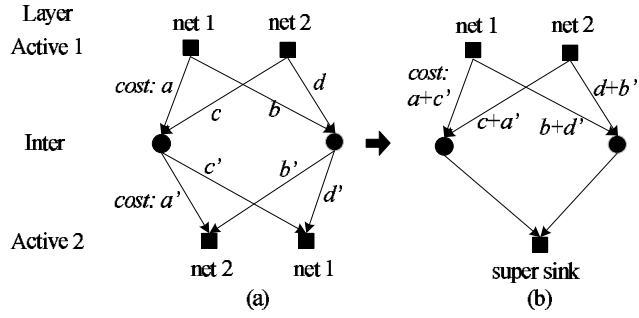 Layer
net 1
net 2
net 1
net 2
Active 1
cost: a
c
b
d
cost:
a+c’
c+a’
b+d’
d+b’
Inter
cost: a’
c’
b’
d’
Active 2
net 2
net 1
super sink
(a)
(b)